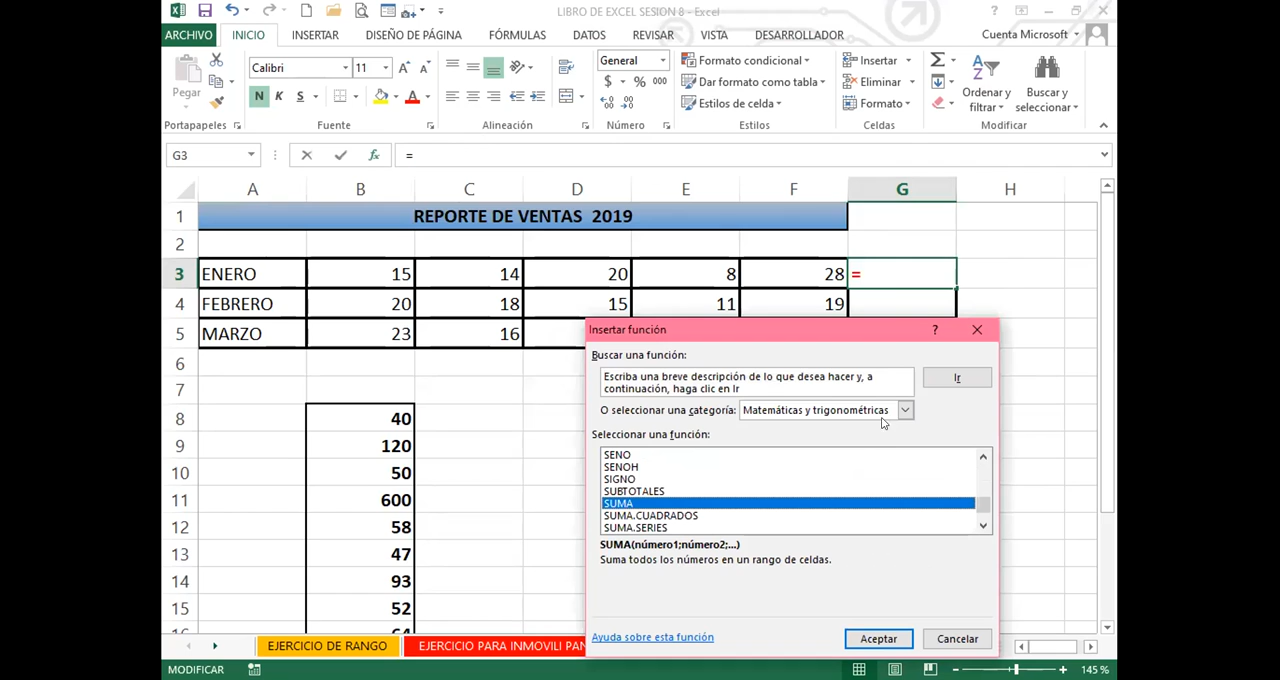 LIBRO DE EXCEL SESION 8 - Excel
ARCHIVO INICIO INSERTAR DISEÑO DE PÁGINA FÓRMULAS DATOS REVISAR VISTA DESARROLLADOR Cuenta Microsoft
Pegar
Calibri 11
N K S A A A
General
$ % 000
Formato condicional
Dar formato como tabla
Estilos de celda
Insertar
Eliminar
Formato
Ordenar y
filtrar
Buscar y
seleccionar
Portapapeles Fuente Alineación Número Estilos Celdas Modificar
G3 fx =
A B C D E F G H
1 REPORTE DE VENTAS 2019
2
3 ENERO 15 14 20 8 28 =
4 FEBRERO 20 18 15 11 19
5 MARZO 23 16
6
7
8 40
9 120
10 50
11 600
12 58
13 47
14 93
15 52
16 64
Insertar función ?
Buscar una función:
Escriba una breve descripción de lo que desea hacer y, a
continuación, haga clic en Ir
Ir
O seleccionar una categoría: Matemáticas y trigonométricas
Seleccionar una función:
SENO
SENOH
SIGNO
SUBTOTALES
SUMA
SUMA.CUADRADOS
SUMA.SERIES
SUMA(número1;número2;...)
Suma todos los números en un rango de celdas.
Ayuda sobre esta función
Aceptar Cancelar
EJERCICIO DE RANGO EJERCICIO PARA INMOVILI PAN
MODIFICAR 145 %